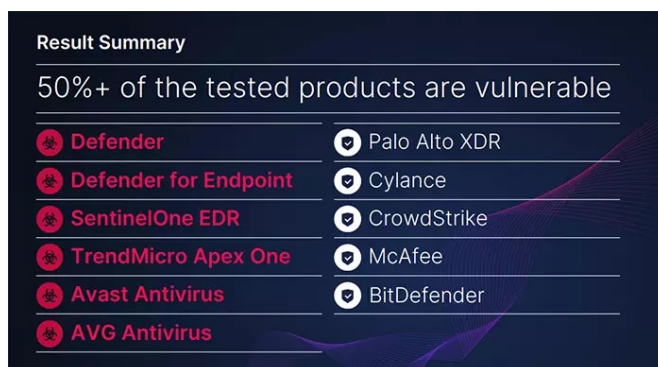 Result Summary
50%+ of the tested products are vulnerable
Defender
Defender for Endpoint
SentinelOne EDR
TrendMicro Apex One
Avast Antivirus
AVG Antivirus
Palo Alto XDR
Cylance
CrowdStrike
McAfee
BitDefender